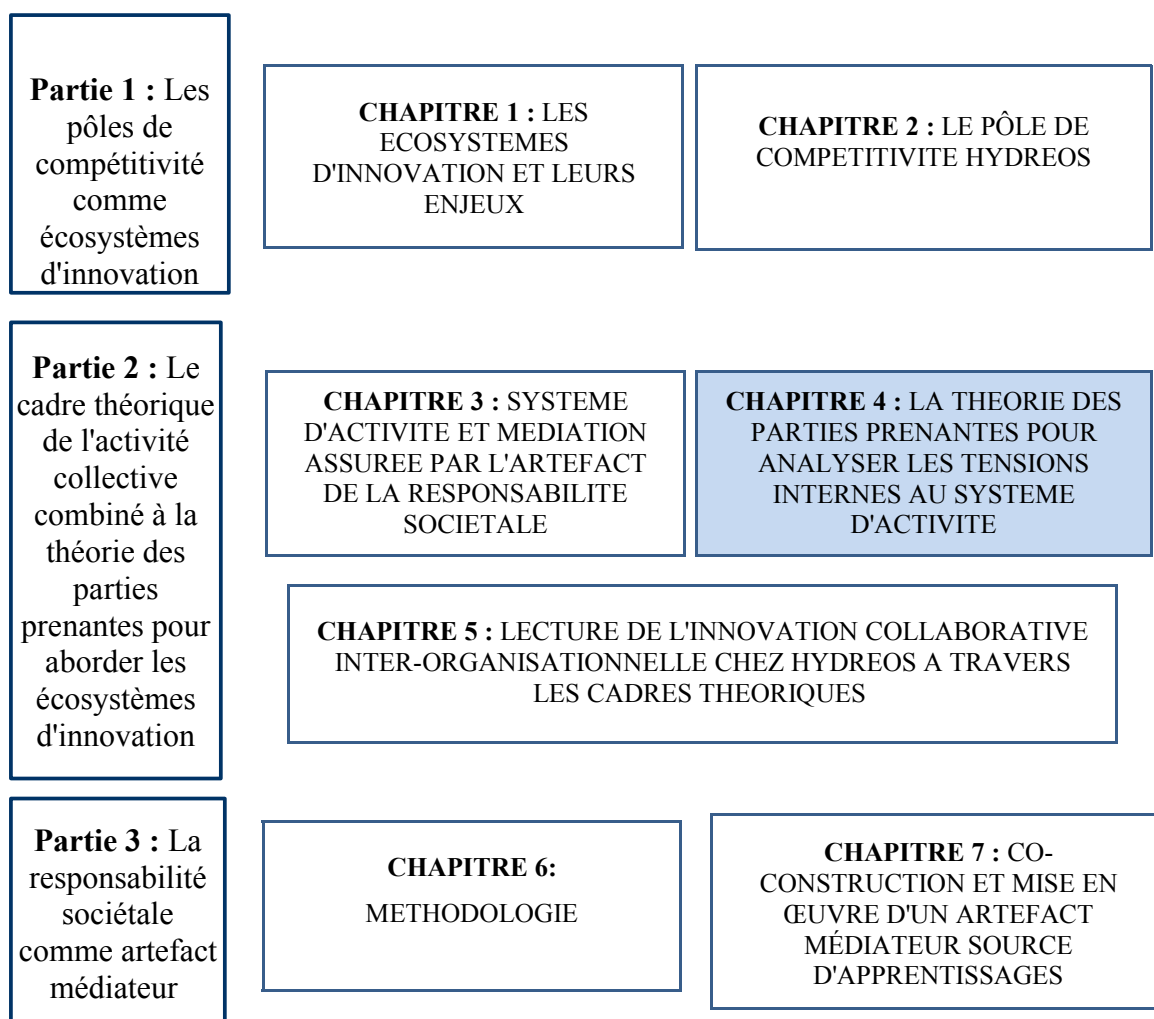 Partie 1 : Les
pôles de
compétitivité
comme
écosystèmes
d'innovation
CHAPITRE 1 : LES
ECOSYSTEMES
D'INNOVATION ET LEURS
ENJEUX
CHAPITRE 2 : LE PÔLE DE
COMPETITIVITE HYDREOS
Partie 2 : Le
cadre théorique
de l'activité
collective
combiné à la
théorie des
parties
prenantes pour
aborder les
écosystèmes
d'innovation
CHAPITRE 3 : SYSTEME
D'ACTIVITE ET MEDIATION
ASSUREE PAR L'ARTEFACT
DE LA RESPONSABILITE
SOCIETALE
CHAPITRE 4 : LA THEORIE DES
PARTIES PRENANTES POUR
ANALYSER LES TENSIONS
INTERNES AU SYSTEME
D'ACTIVITE
CHAPITRE 5 : LECTURE DE L'INNOVATION COLLABORATIVE
INTER-ORGANISATIONNELLE CHEZ HYDREOS A TRAVERS
LES CADRES THEORIQUES
Partie 3 : La
responsabilité
sociétale
comme artefact
médiateur
CHAPITRE 6:
METHODOLOGIE
CHAPITRE 7 : CO-
CONSTRUCTION ET MISE EN
ŒUVRE D'UN ARTEFACT
MÉDIATEUR SOURCE
D'APPRENTISSAGES